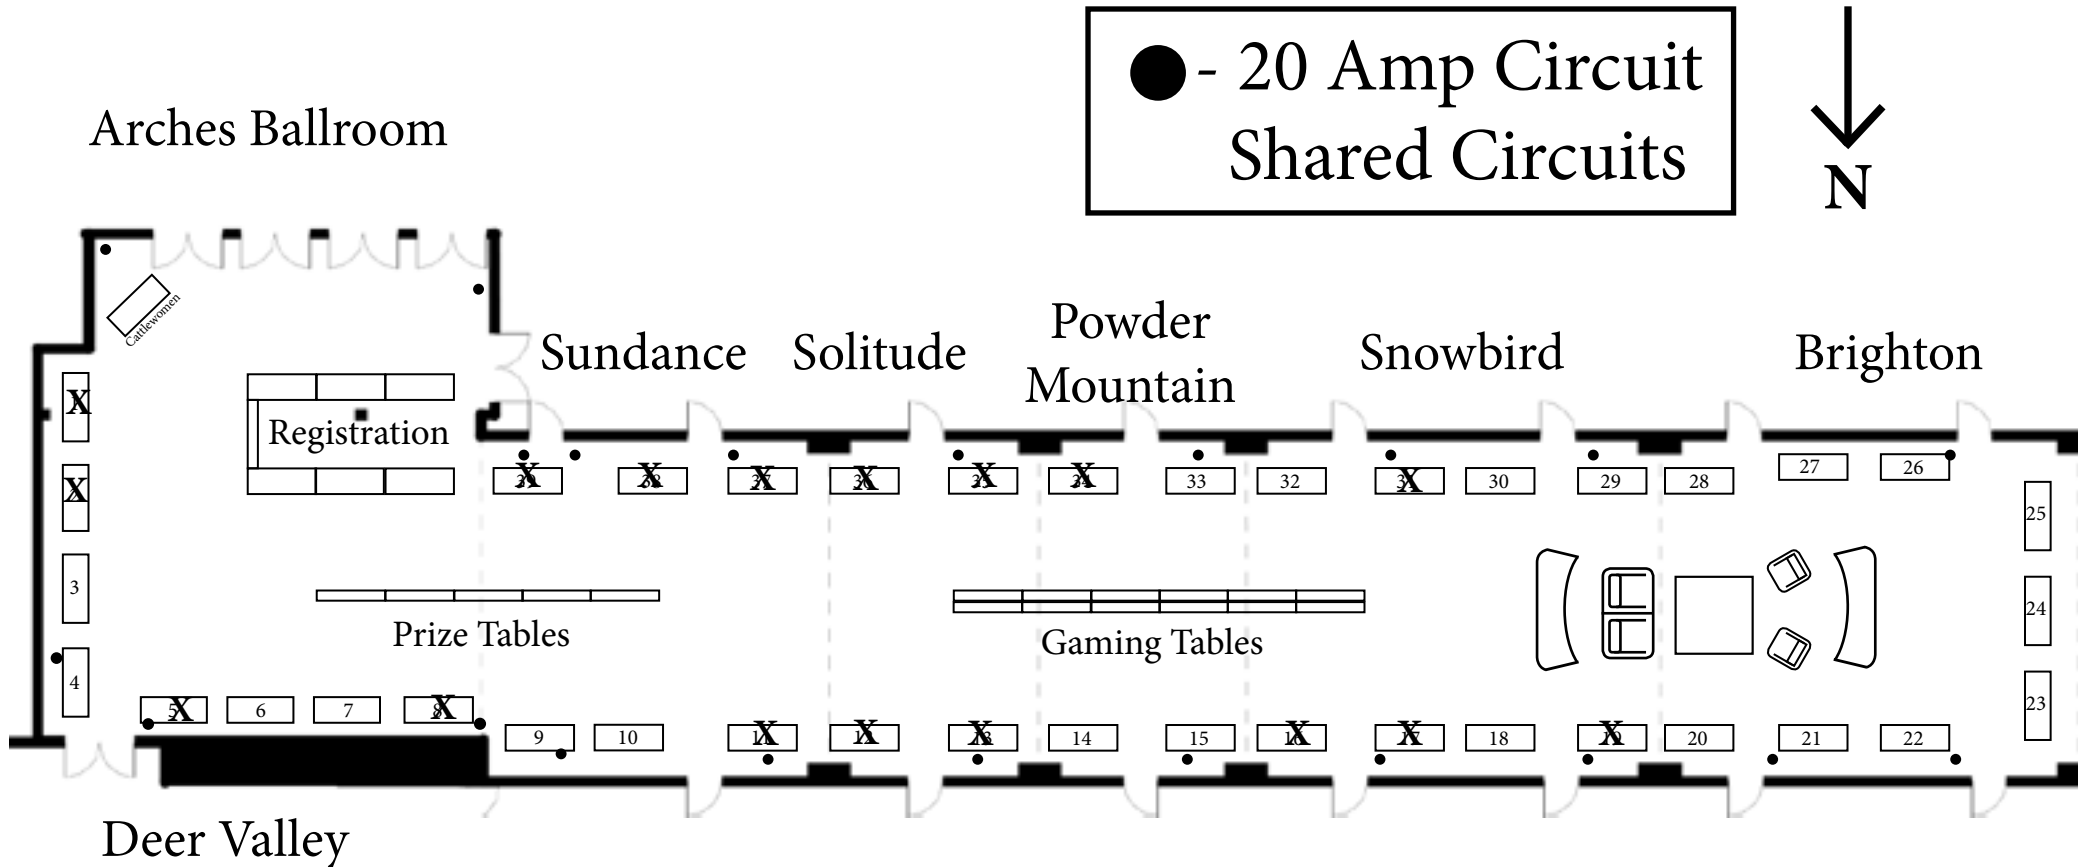 - 20 Amp Circuit
Shared Circuits
N
Arches Ballroom
Cattlewomen
Sundance
Solitude
Powder
Mountain
Snowbird
Brighton
Registration
X
X
3
4
X
6
7
X
X
X
X
X
X
X
33
32
X
30
29
28
27
26
25
24
23
Prize Tables
Gaming Tables
9
10
X
X
X
14
15
X
X
18
X
20
21
22
Deer Valley